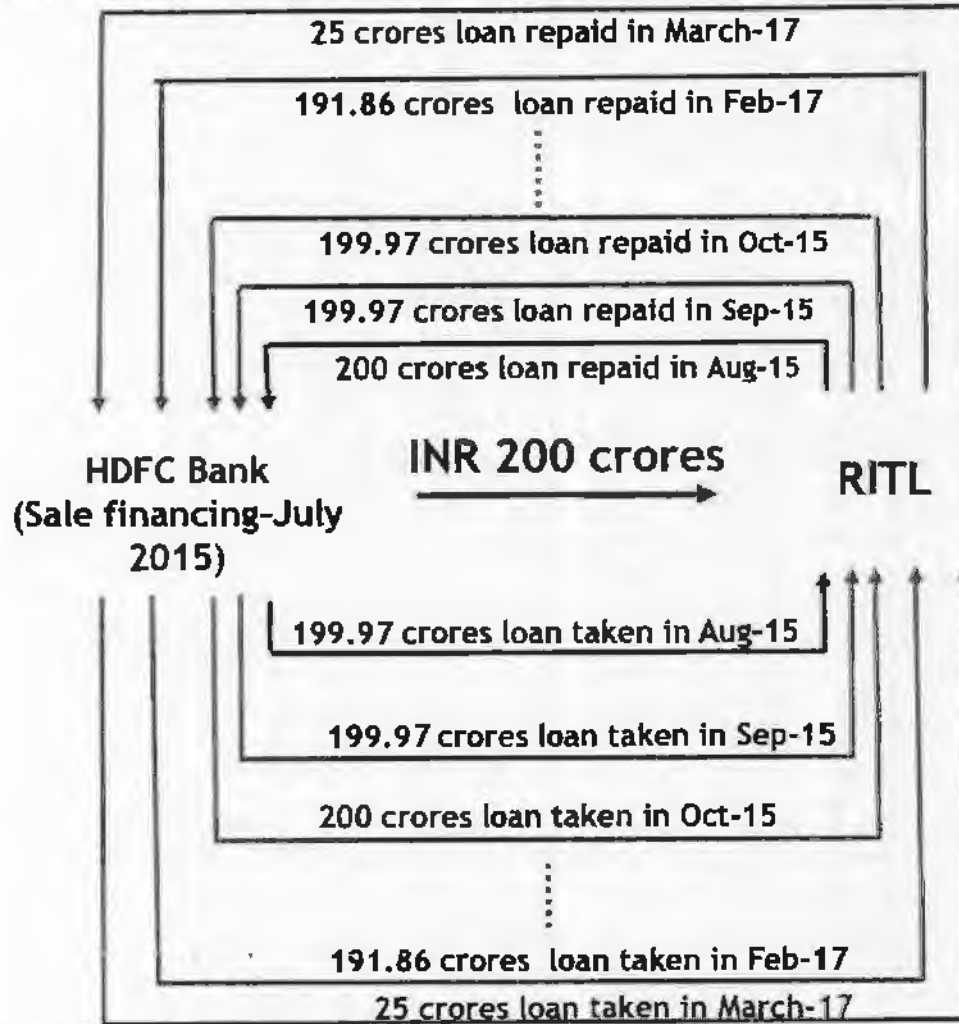 25 crores loan repaid in March-17
191.86 crores loan repaid in Feb-17
199.97 crores loan repaid in Oct-15
199.97 crores loan repaid in Sep-15
200 crores loan repaid in Aug-15
INR 200 crores
HDFC Bank
(Sale financing-July
2015)
RITL
199.97 crores loan taken in Aug-15
199.97 crores loan taken in Sep-15
200 crores loan taken in Oct-15
191.86 crores loan taken in Feb-17
25 crores loan taken in March-17